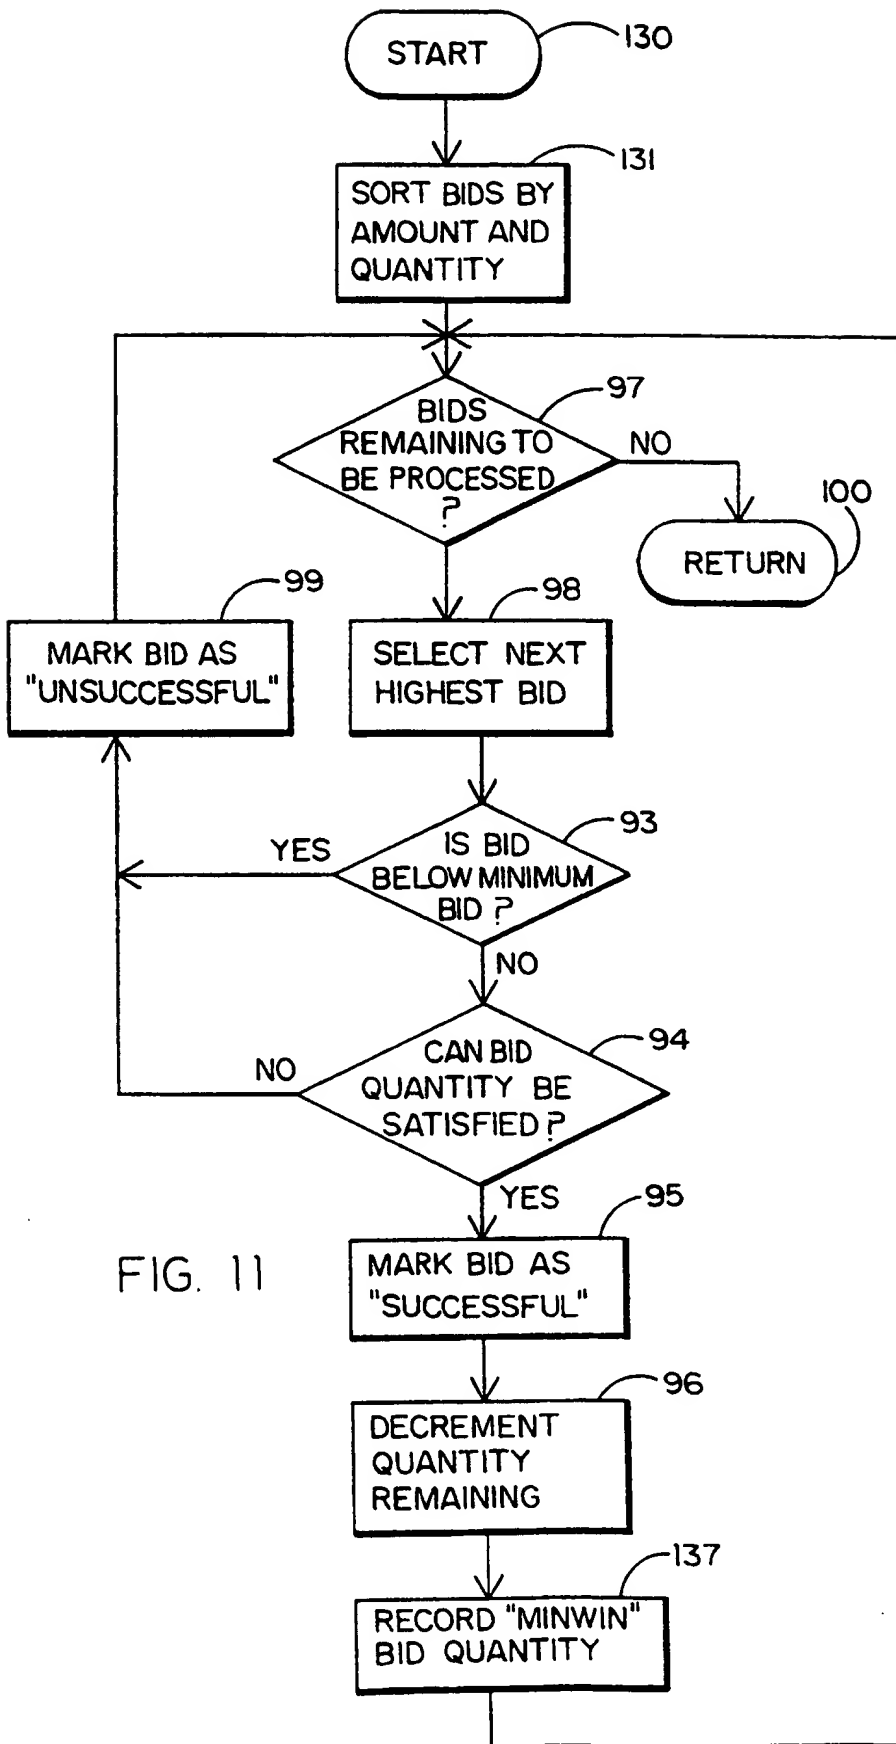 START
130
131
SORT BIDS BY
AMOUNT AND
QUANTITY
97
BIDS
REMAINING TO
BE PROCESSED
?
NO
100
RETURN
99
MARK BID AS
"UNSUCCESSFUL"
98
SELECT NEXT
HIGHEST BID
93
YES
IS BID
BELOW MINIMUM
BID ?
NO
94
NO
CAN BID
QUANTITY BE
SATISFIED ?
YES
95
FIG. 11
MARK BID AS
"SUCCESSFUL"
96
DECREMENT
QUANTITY
REMAINING
137
RECORD "MINWIN"
BID QUANTITY